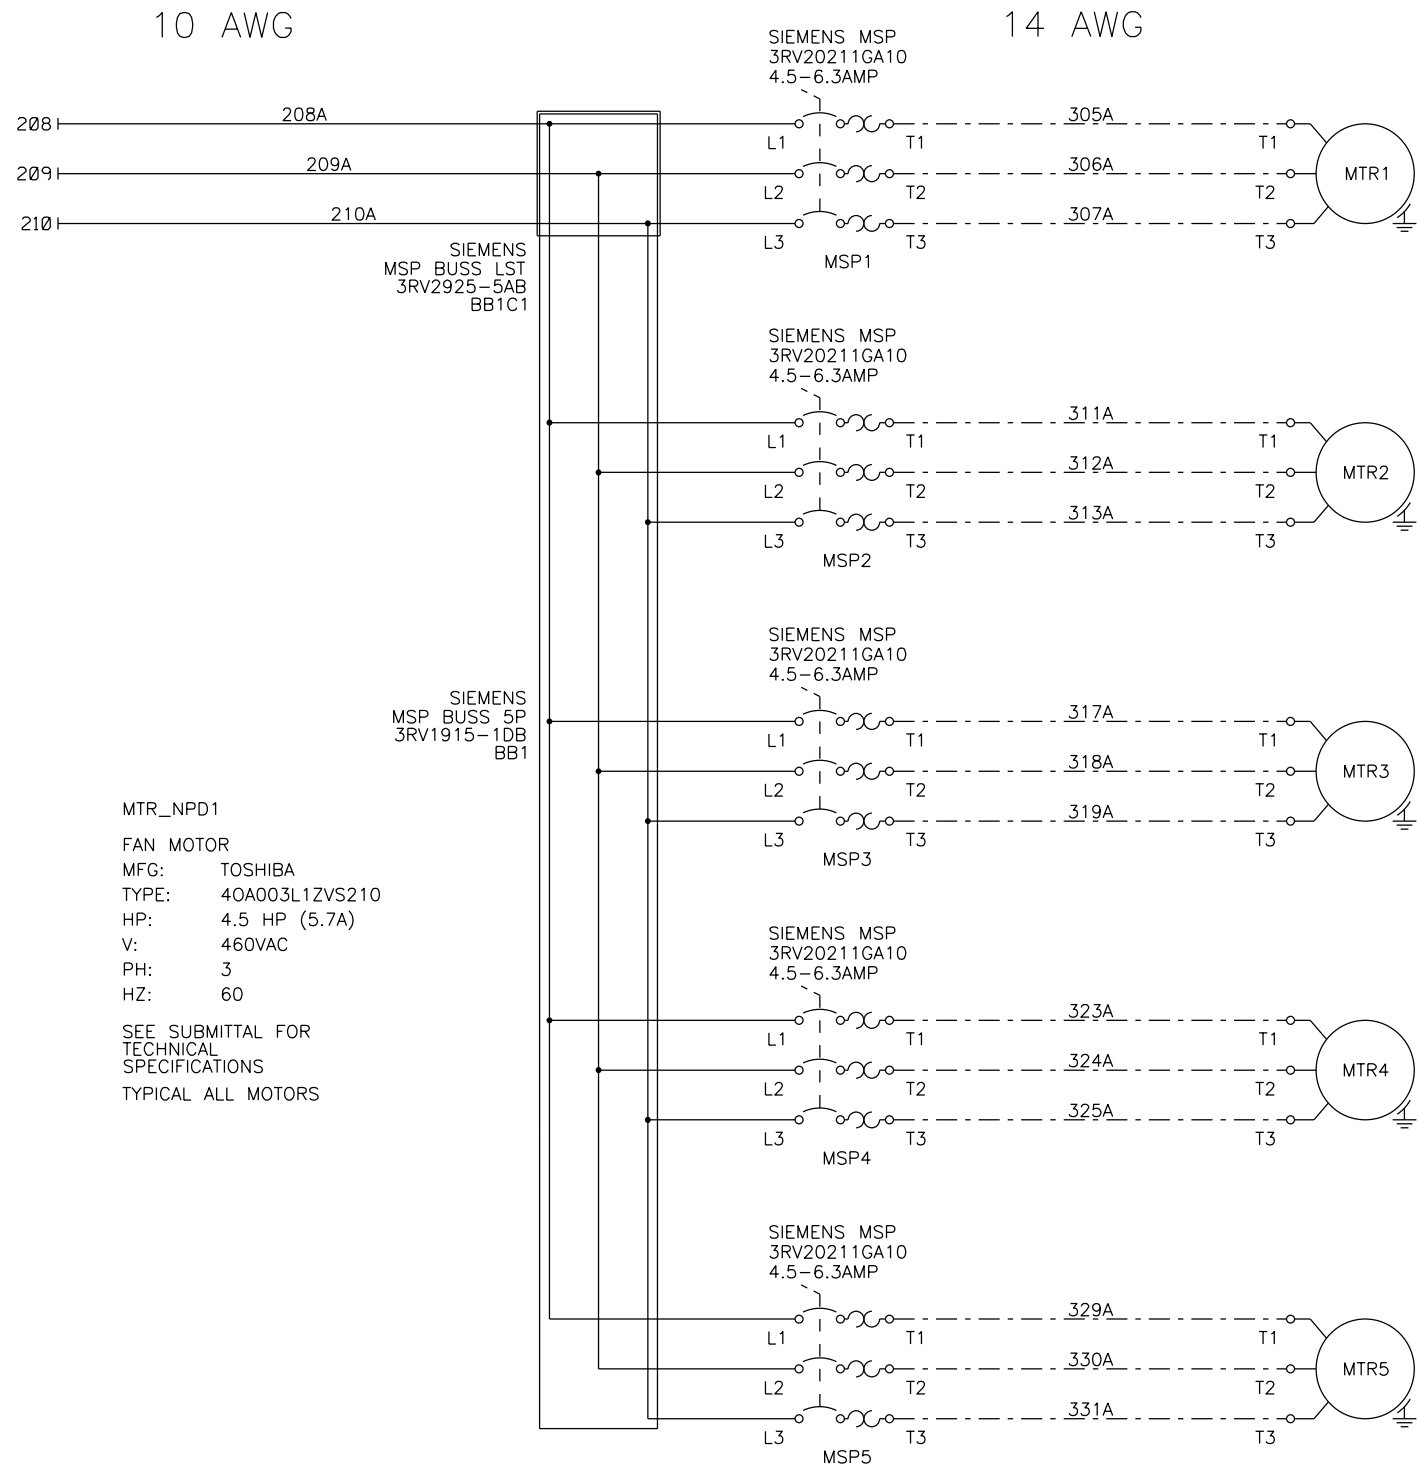 10 AWG
14 AWG
SIEMENS MSP
3RV20211GA10
4.5-6.3AMP
208
208A
L1
T1
305A
T1
209
209A
L2
T2
306A
T2
MTR1
210
210A
L3
T3
307A
T3
MSP1
SIEMENS
MSP BUSS LST
3RV2925-5AB
BB1C1
SIEMENS MSP
3RV20211GA10
4.5-6.3AMP
L1
T1
311A
T1
L2
T2
312A
T2
MTR2
L3
T3
313A
T3
MSP2
SIEMENS MSP
3RV20211GA10
4.5-6.3AMP
SIEMENS
MSP BUSS 5P
3RV1915-1DB
BB1
L1
T1
317A
T1
L2
T2
318A
T2
MTR3
L3
T3
319A
T3
MSP3
MTR_NPD1
FAN MOTOR
MFG: TOSHIBA
TYPE: 40A003L1ZVS210
HP: 4.5 HP (5.7A)
V: 460VAC
PH: 3
HZ: 60
SEE SUBMITTAL FOR
TECHNICAL
SPECIFICATIONS
TYPICAL ALL MOTORS
SIEMENS MSP
3RV20211GA10
4.5-6.3AMP
L1
T1
323A
T1
L2
T2
324A
T2
MTR4
L3
T3
325A
T3
MSP4
SIEMENS MSP
3RV20211GA10
4.5-6.3AMP
L1
T1
329A
T1
L2
T2
330A
T2
MTR5
L3
T3
331A
T3
MSP5